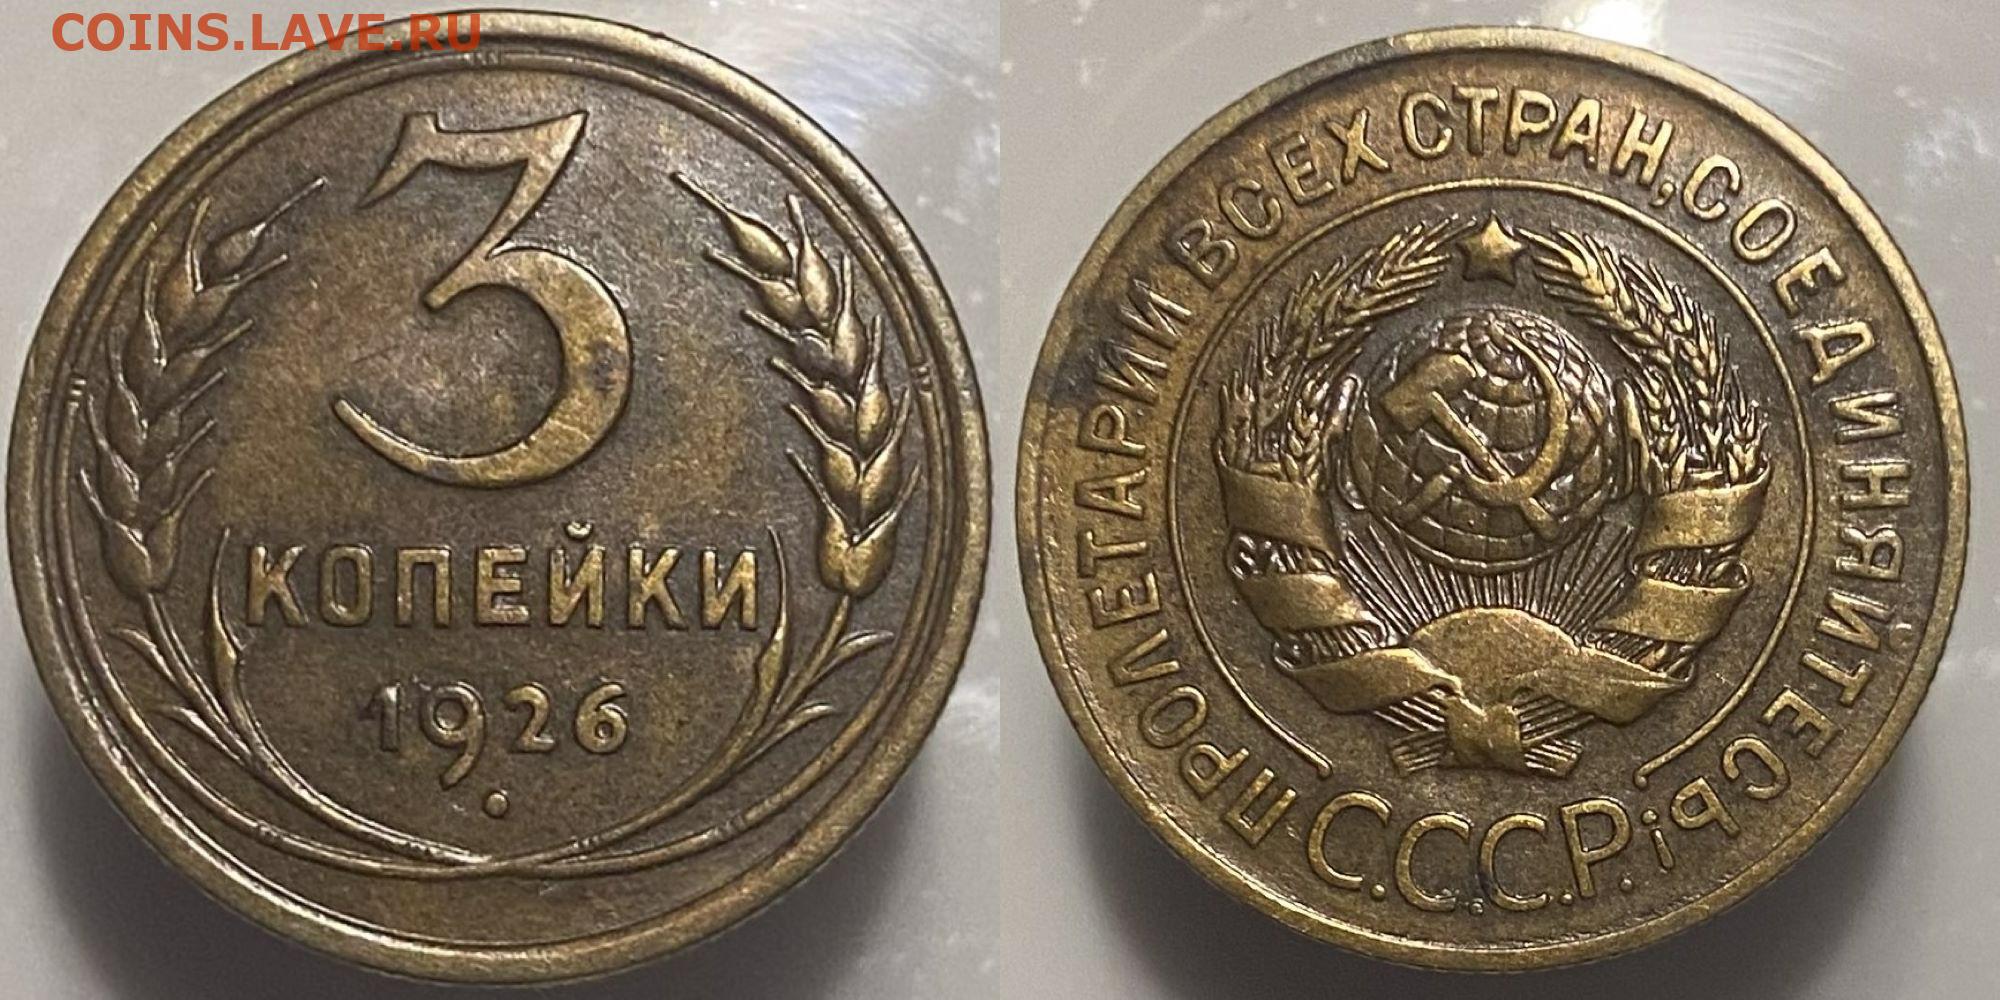 COINS.LAVE.RU
3
КОПЕЙКИ
1926
ПРОЛЕТАРИИ ВСЕХ СТРАН, СОЕДИНЯЙТЕСЬ!
С.С.С.Р.